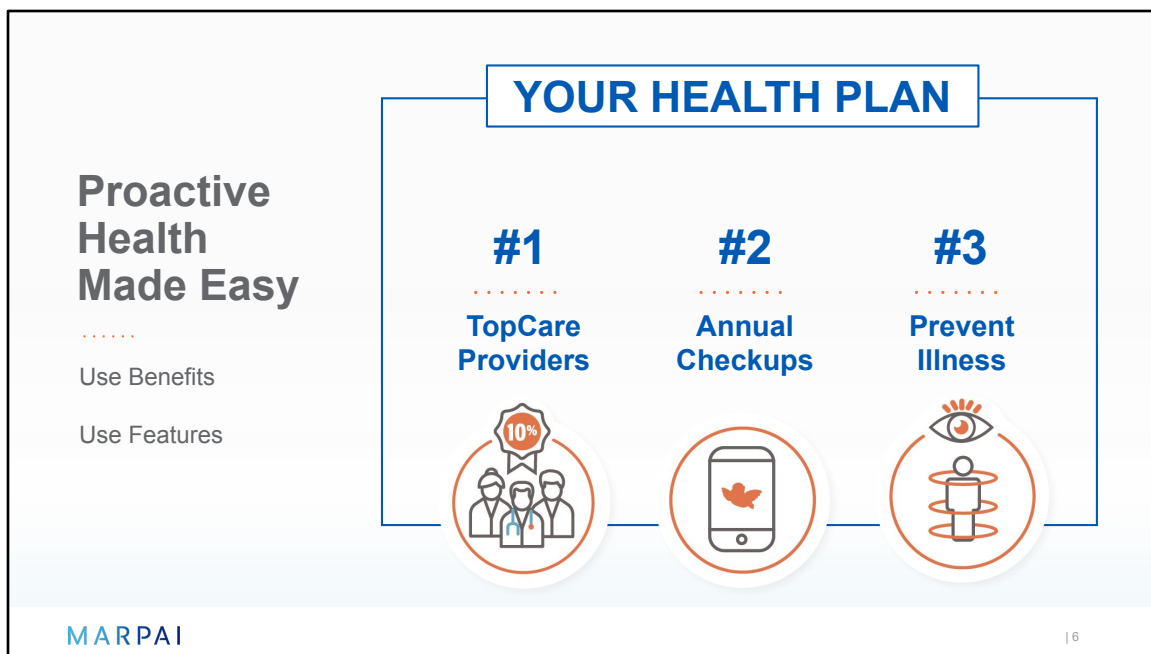 Proactive
Health
Made Easy
Use Benefits
Use Features
YOUR HEALTH PLAN
#1
TopCare
Providers
10%
#2
Annual
Checkups
#3
Prevent
Illness
MARPAI
| 6